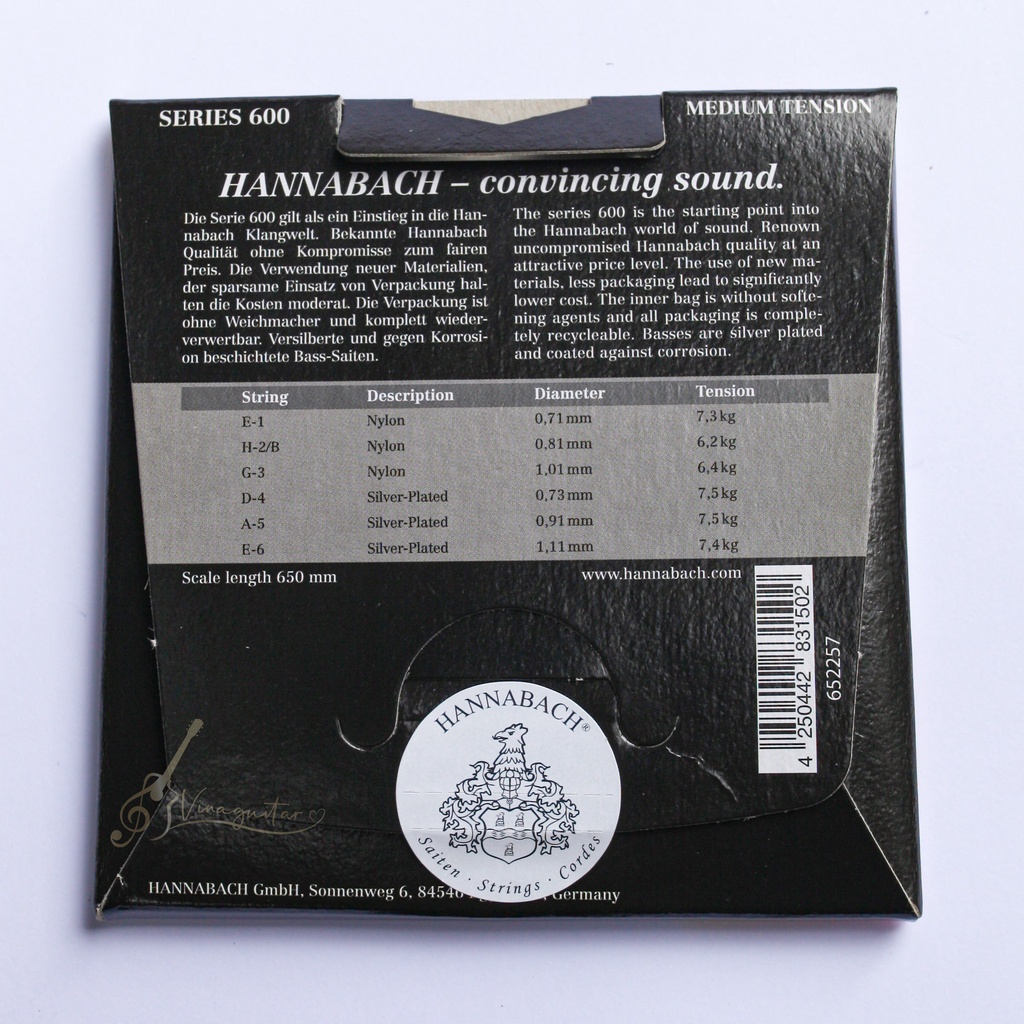 SERIES 600
MEDIUM TENSION
HANNABACH – convincing sound.
Die Serie 600 gilt als ein Einstieg in die Han-
nabach Klangwelt. Bekannte Hannabach
Qualität ohne Kompromisse zum fairen
Preis. Die Verwendung neuer Materialien,
der sparsame Einsatz von Verpackung hal-
ten die Kosten moderat. Die Verpackung ist
ohne Weichmacher und komplett wieder-
verwertbar. Versilberte und gegen Korrosi-
on beschichtete Bass-Saiten.
The series 600 is the starting point into
the Hannabach world of sound. Renown
uncompromised Hannabach quality at an
attractive price level. The use of new ma-
terials, less packaging lead to significantly
lower cost. The inner bag is without softe-
ning agents and all packaging is comple-
tely recycleable. Basses are silver plated
and coated against corrosion.
String Description Diameter Tension
E-1 Nylon 0,71 mm 7,3 kg
H-2/B Nylon 0,81 mm 6,2 kg
G-3 Nylon 1,01 mm 6,4 kg
D-4 Silver-Plated 0,73 mm 7,5 kg
A-5 Silver-Plated 0,91 mm 7,5 kg
E-6 Silver-Plated 1,11 mm 7,4 kg
Scale length 650 mm
www.hannabach.com
4 250442 831502
652257
HANNABACH®
Saiten · Strings · Cordes
Vinaguitar
HANNABACH GmbH, Sonnenweg 6, 84540 Germany